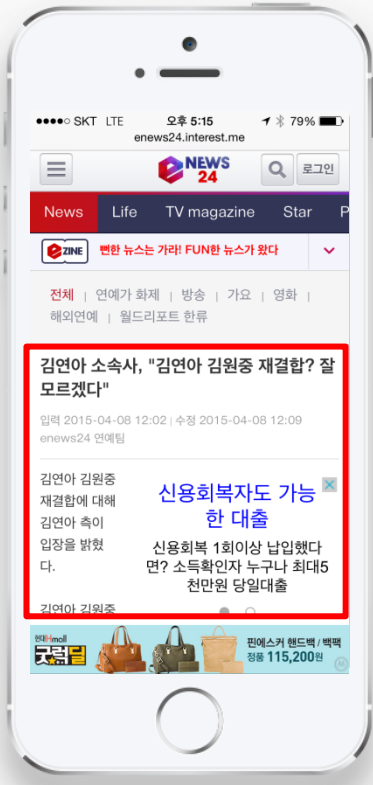 ●●●●○ SKT LTE 오후 5:15 79%
enews24.interest.me
e NEWS 24 로그인
News Life TV magazine Star P
e ZINE 뻔한 뉴스는 가라! FUN한 뉴스가 왔다
전체 | 연예가 화제 | 방송 | 가요 | 영화 |
해외연예 | 월드리포트 한류
김연아 소속사, "김연아 김원중 재결합? 잘
모르겠다"
입력 2015-04-08 12:02 | 수정 2015-04-08 12:09
enews24 연예팀
김연아 김원중
재결합에 대해
김연아 측이
입장을 밝혔
다.
김연아 김원중
신용회복자도 가능
한 대출
신용회복 1회이상 납입했다
면? 소득확인자 누구나 최대5
천만원 당일대출
현대Hmall
굿럭딜
핀에스커 핸드백 / 백팩
정품 115,200원